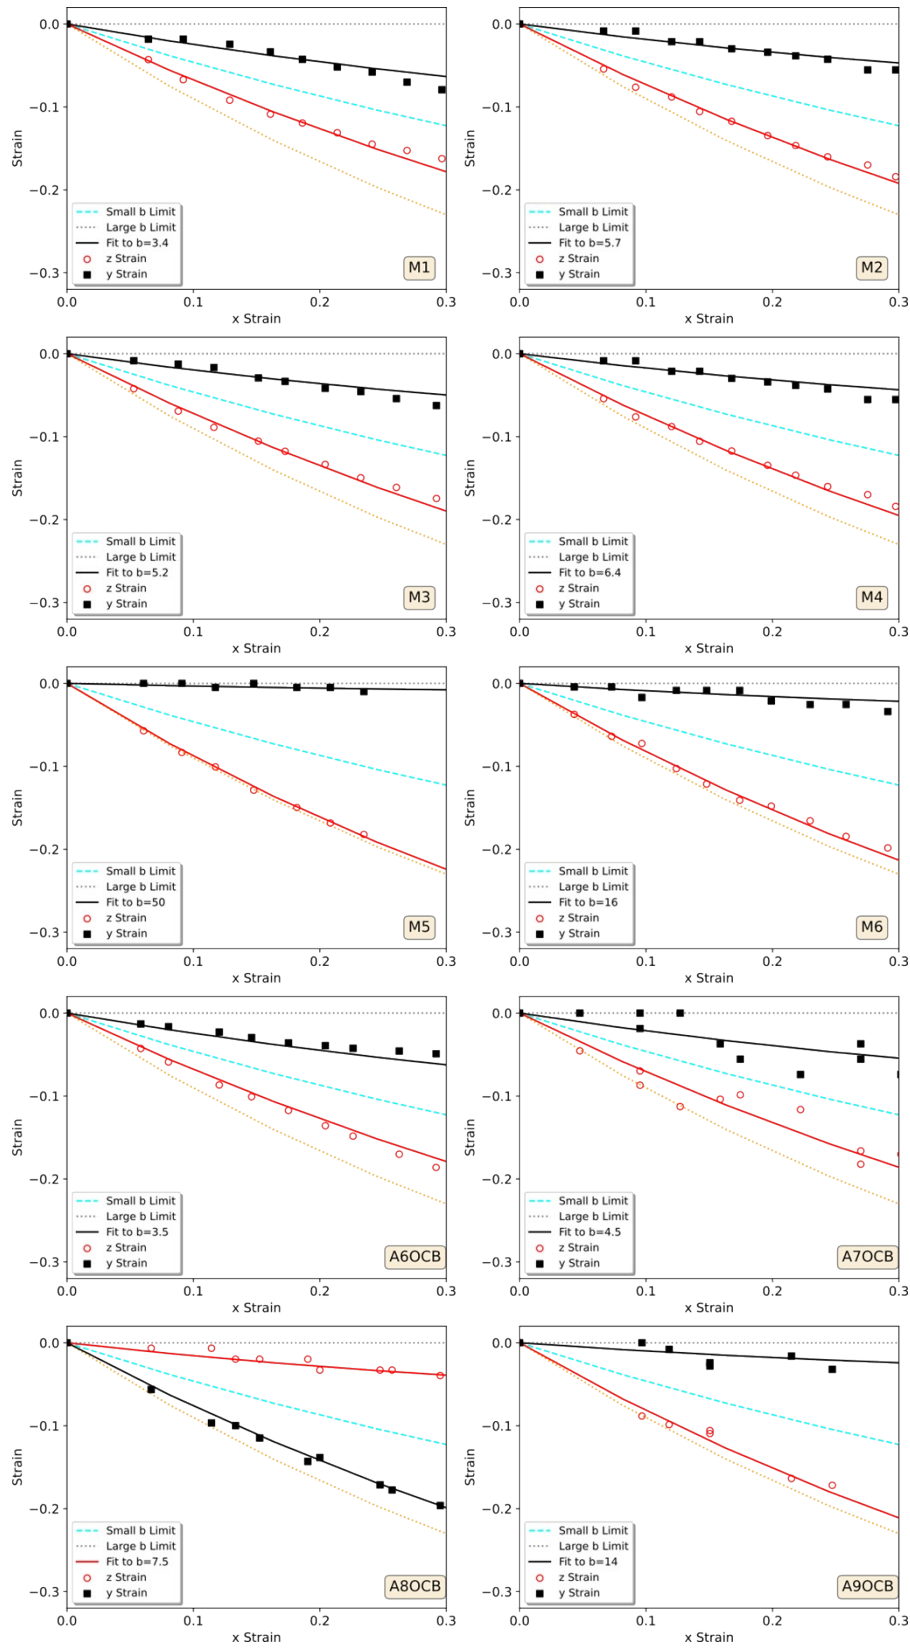 0.0
−0.1
−0.2
−0.3
Strain
Small b Limit
Large b Limit
Fit to b=3.4
z Strain
y Strain
M1
0.0 0.1 0.2 0.3
x Strain
0.0
−0.1
−0.2
−0.3
Strain
Small b Limit
Large b Limit
Fit to b=5.7
z Strain
y Strain
M2
0.0 0.1 0.2 0.3
x Strain
0.0
−0.1
−0.2
−0.3
Strain
Small b Limit
Large b Limit
Fit to b=5.2
z Strain
y Strain
M3
0.0 0.1 0.2 0.3
x Strain
0.0
−0.1
−0.2
−0.3
Strain
Small b Limit
Large b Limit
Fit to b=6.4
z Strain
y Strain
M4
0.0 0.1 0.2 0.3
x Strain
0.0
−0.1
−0.2
−0.3
Strain
Small b Limit
Large b Limit
Fit to b=50
z Strain
y Strain
M5
0.0 0.1 0.2 0.3
x Strain
0.0
−0.1
−0.2
−0.3
Strain
Small b Limit
Large b Limit
Fit to b=16
z Strain
y Strain
M6
0.0 0.1 0.2 0.3
x Strain
0.0
−0.1
−0.2
−0.3
Strain
Small b Limit
Large b Limit
Fit to b=3.5
z Strain
y Strain
A6OCB
0.0 0.1 0.2 0.3
x Strain
0.0
−0.1
−0.2
−0.3
Strain
Small b Limit
Large b Limit
Fit to b=4.5
z Strain
y Strain
A7OCB
0.0 0.1 0.2 0.3
x Strain
0.0
−0.1
−0.2
−0.3
Strain
Small b Limit
Large b Limit
Fit to b=7.5
z Strain
y Strain
A8OCB
0.0 0.1 0.2 0.3
x Strain
0.0
−0.1
−0.2
−0.3
Strain
Small b Limit
Large b Limit
Fit to b=14
z Strain
y Strain
A9OCB
0.0 0.1 0.2 0.3
x Strain